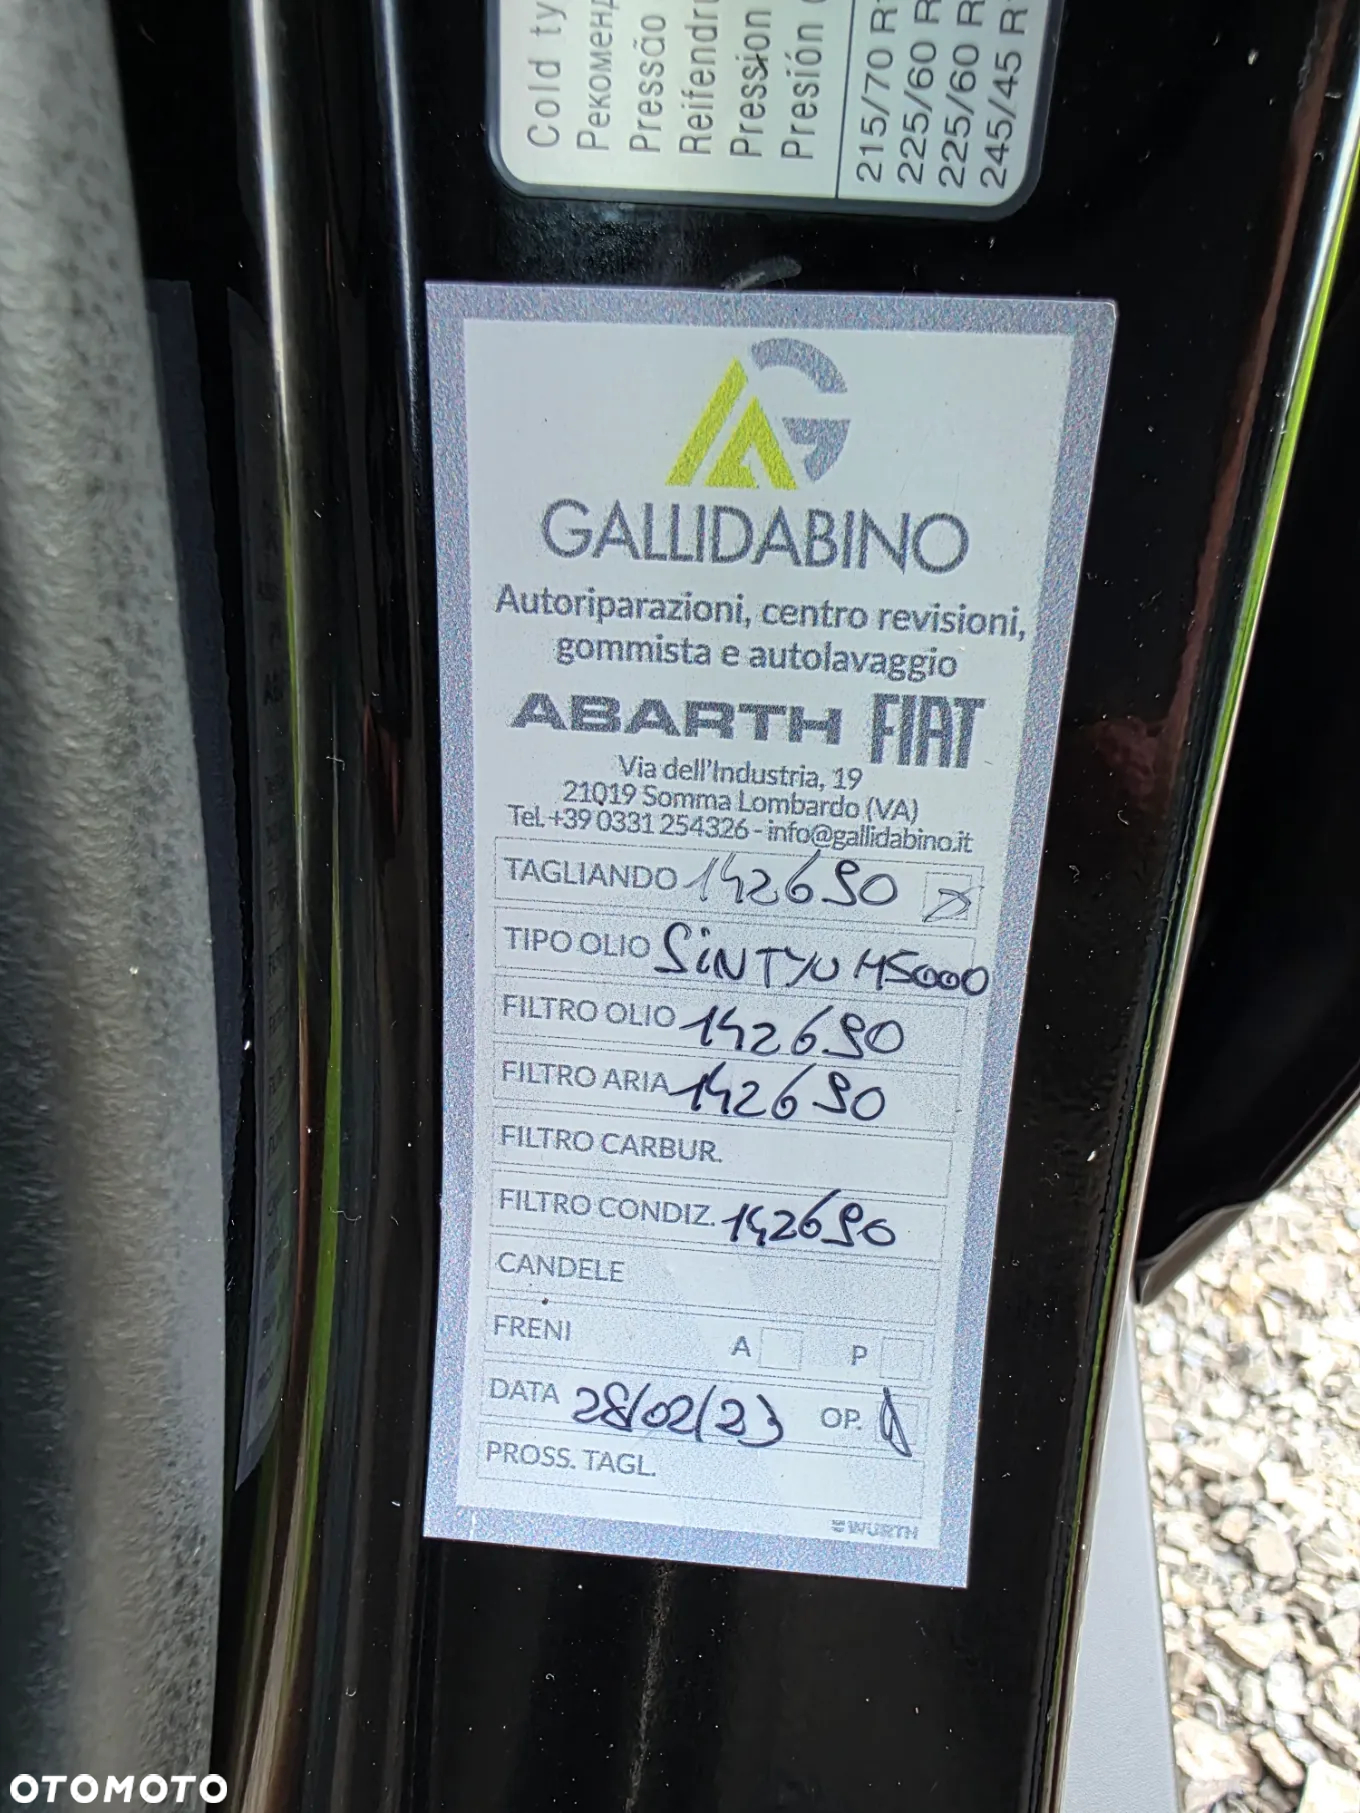 Cold ty
Рекоменд
Pressão
Reifendru
Pression
Presión
215/70 R
225/60 R
225/60 R
245/45 R
GALLIDABINO
Autoriparazioni, centro revisioni,
gommista e autolavaggio
ABARTH FIAT
Via dell'Industria, 19
21019 Somma Lombardo (VA)
Tel. +39 0331 254326 - info@gallidabino.it
TAGLIANDO 142690
TIPO OLIO SINTYU M5000
FILTRO OLIO 142690
FILTRO ARIA 142690
FILTRO CARBUR.
FILTRO CONDIZ. 142690
CANDELE
FRENI A P
DATA 28/02/23 OP.
PROSS. TAGL.
WÜRTH
OTOMOTO